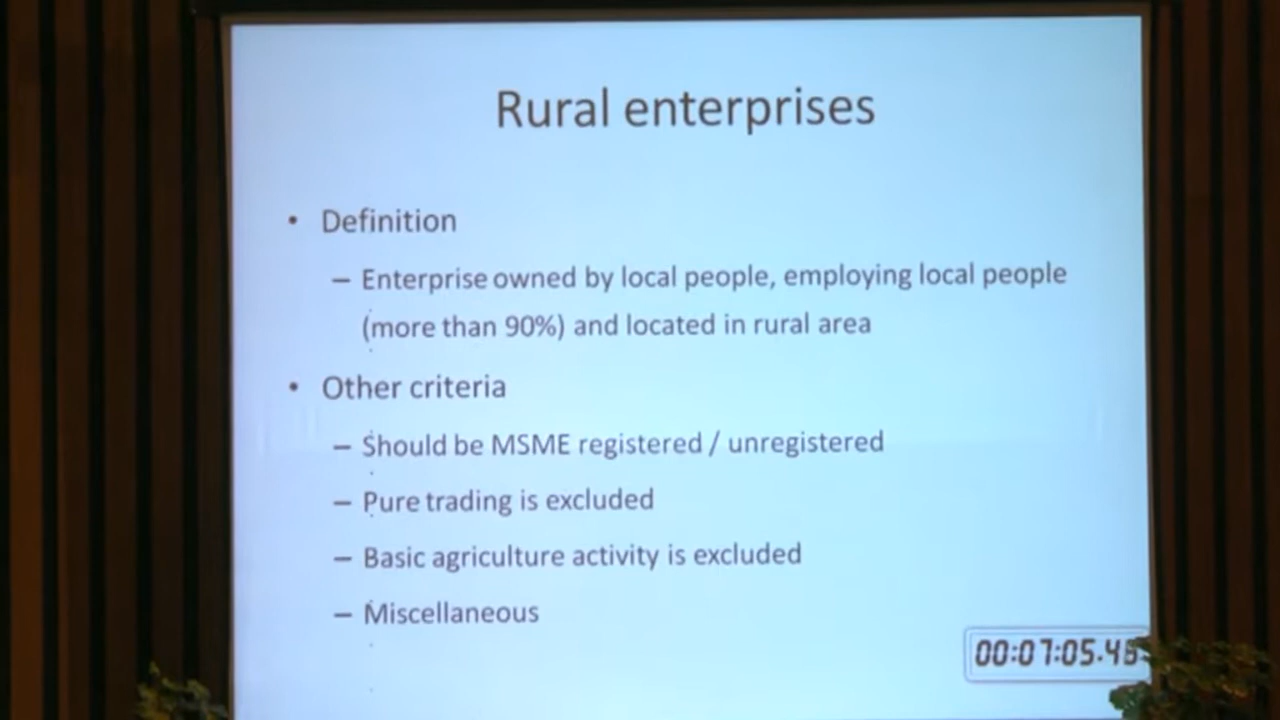 Rural enterprises
• Definition
– Enterprise owned by local people, employing local people
(more than 90%) and located in rural area
• Other criteria
– Should be MSME registered / unregistered
– Pure trading is excluded
– Basic agriculture activity is excluded
– Miscellaneous
00:07:05.45